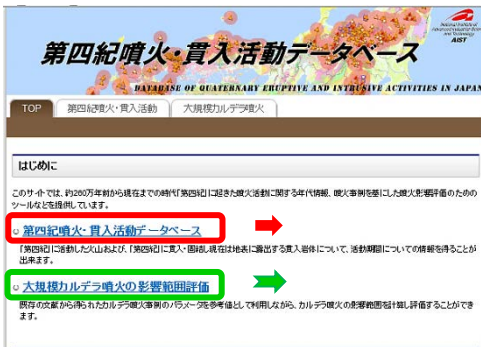 National Institute of
Advanced Industrial Science
and Technology
AIST
第四紀噴火・貫入活動データベース
DATABASE OF QUATERNARY ERUPTIVE AND INTRUSIVE ACTIVITIES IN JAPAN
TOP 第四紀噴火・貫入活動 大規模カルデラ噴火
はじめに
このサイトでは、約260万年前から現在までの時代「第四紀」に起きた噴火活動に関する年代情報、噴火事例を基にした噴火影響評価のためのツ
ールなどを提供しています。
第四紀噴火・貫入活動データベース
「第四紀」に活動した火山および、「第四紀」に貫入・固結し現在は地表に露出する貫入岩体について、活動期間についての情報を得ることが
出来ます。
大規模カルデラ噴火の影響範囲評価
既存の文献から得られたカルデラ噴火事例のパラメータを参考値として利用しながら、カルデラ噴火の影響範囲を計算し評価することができ
ます。